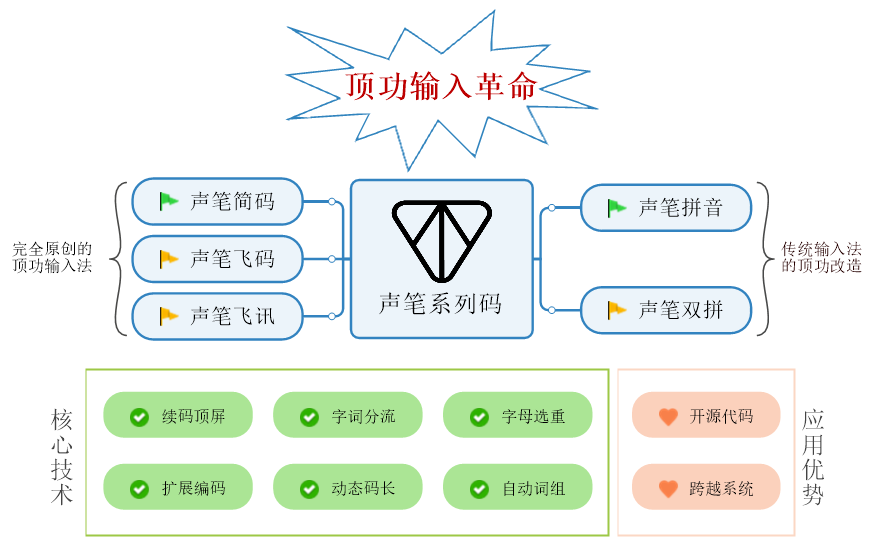 顶功输入革命
声笔简码
声笔飞码
声笔飞讯
完全原创的
顶功输入法
声笔系列码
声笔拼音
声笔双拼
传统输入法
的顶功改造
核心技术
续码顶屏
字词分流
字母选重
扩展编码
动态码长
自动词组
开源代码
跨越系统
应用优势